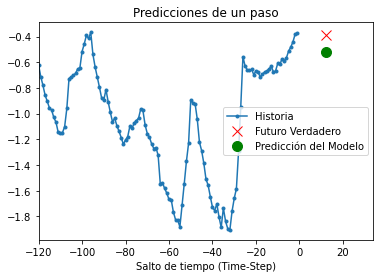 Predicciones de un paso
−0.4
−0.6
−0.8
−1.0
−1.2
−1.4
−1.6
−1.8
Historia
Futuro Verdadero
Predicción del Modelo
−120 −100 −80 −60 −40 −20 0 20
Salto de tiempo (Time-Step)